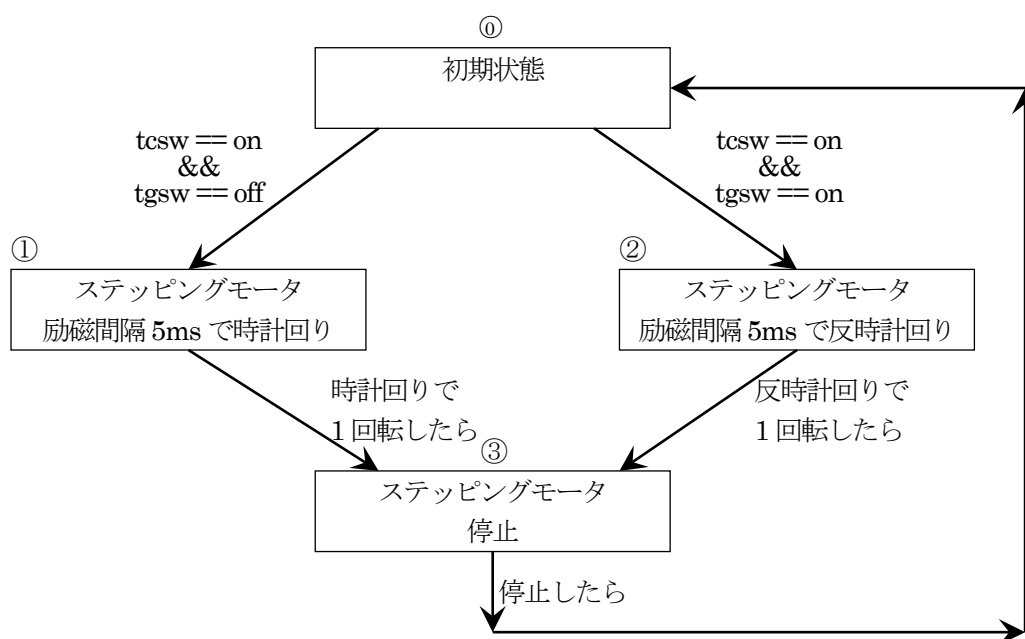 ⓪
初期状態
tcsw == on
&&
tgsw == off
tcsw == on
&&
tgsw == on
①
ステッピングモータ
励磁間隔 5ms で時計回り
②
ステッピングモータ
励磁間隔 5ms で反時計回り
時計回りで
1 回転したら
反時計回りで
1 回転したら
③
ステッピングモータ
停止
停止したら